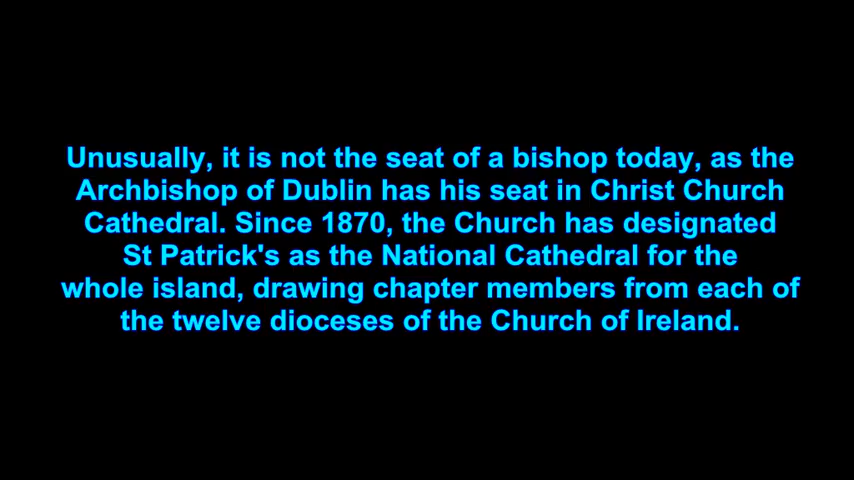 Unusually, it is not the seat of a bishop today, as the
Archbishop of Dublin has his seat in Christ Church
Cathedral. Since 1870, the Church has designated
St Patrick's as the National Cathedral for the
whole island, drawing chapter members from each of
the twelve dioceses of the Church of Ireland.